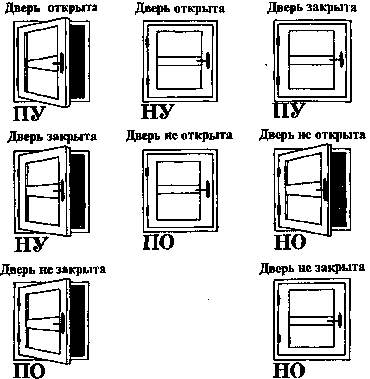 Дверь открыта
Дверь открыта
Дверь закрыта
ПУ
НУ
ПУ
Дверь закрыта
Дверь не открыта
Дверь не открыта
НУ
ПО
НО
Дверь не закрыта
Дверь не закрыта
ПО
НО